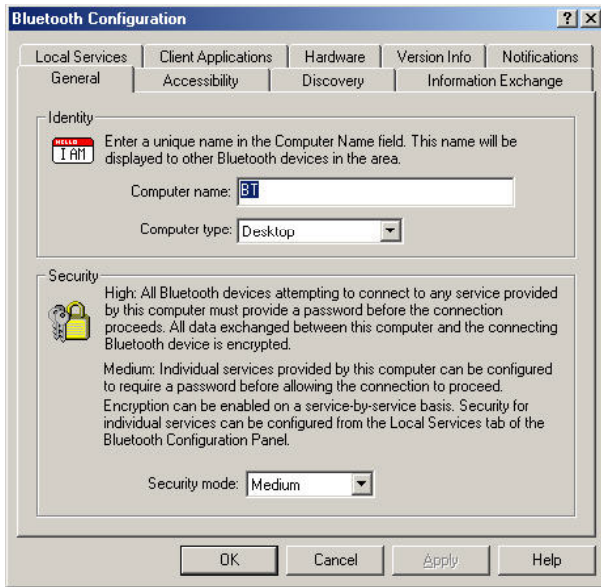 Bluetooth Configuration
Local Services Client Applications Hardware Version Info Notifications
General Accessibility Discovery Information Exchange
Identity
HELLO
I AM
Enter a unique name in the Computer Name field. This name will be
displayed to other Bluetooth devices in the area.
Computer name: BT
Computer type: Desktop
Security
High: All Bluetooth devices attempting to connect to any service provided
by this computer must provide a password before the connection
proceeds. All data exchanged between this computer and the connecting
Bluetooth device is encrypted.
Medium: Individual services provided by this computer can be configured
to require a password before allowing the connection to proceed.
Encryption can be enabled on a service-by-service basis. Security for
individual services can be configured from the Local Services tab of the
Bluetooth Configuration Panel.
Security mode: Medium
OK Cancel Apply Help